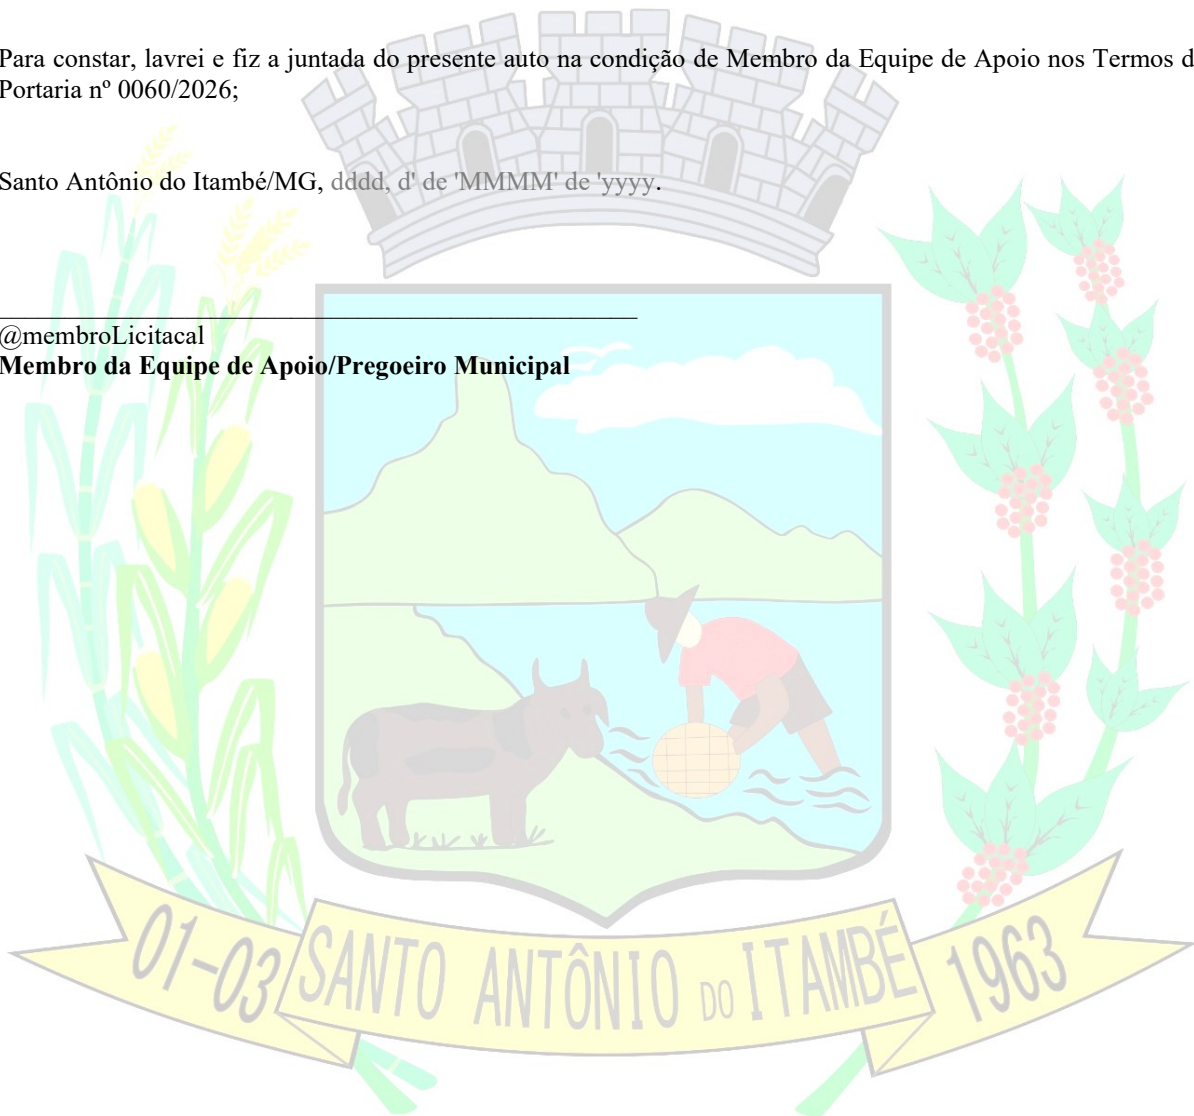 Para constar, lavrei e fiz a juntada do presente auto na condição de Membro da Equipe de Apoio nos Termos d
Portaria nº 0060/2026;
Santo Antônio do Itambé/MG, dddd, d' de 'MMMM' de 'yyyy.
@membroLicitacal
Membro da Equipe de Apoio/Pregoeiro Municipal
01-03 SANTO ANTÔNIO DO ITAMBÉ 1963